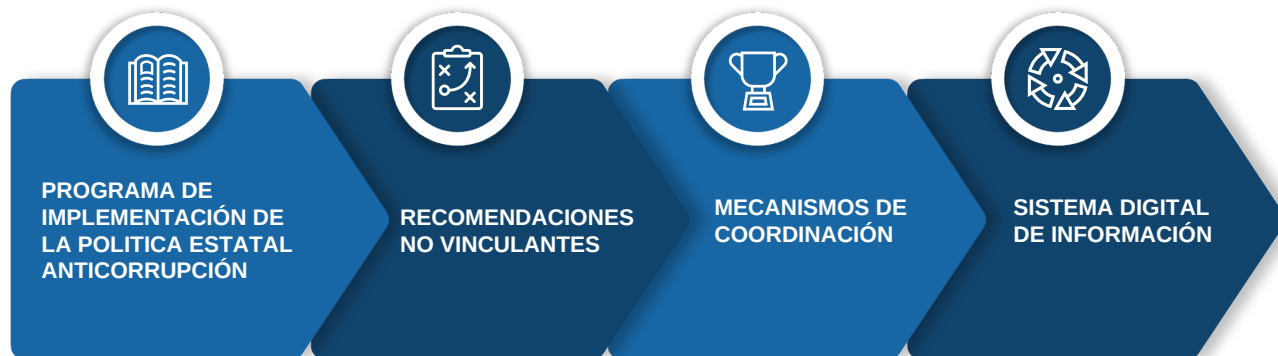 PROGRAMA DE
IMPLEMENTACIÓN DE
LA POLITICA ESTATAL
ANTICORRUPCIÓN
RECOMENDACIONES
NO VINCULANTES
MECANISMOS DE
COORDINACIÓN
SISTEMA DIGITAL
DE INFORMACIÓN